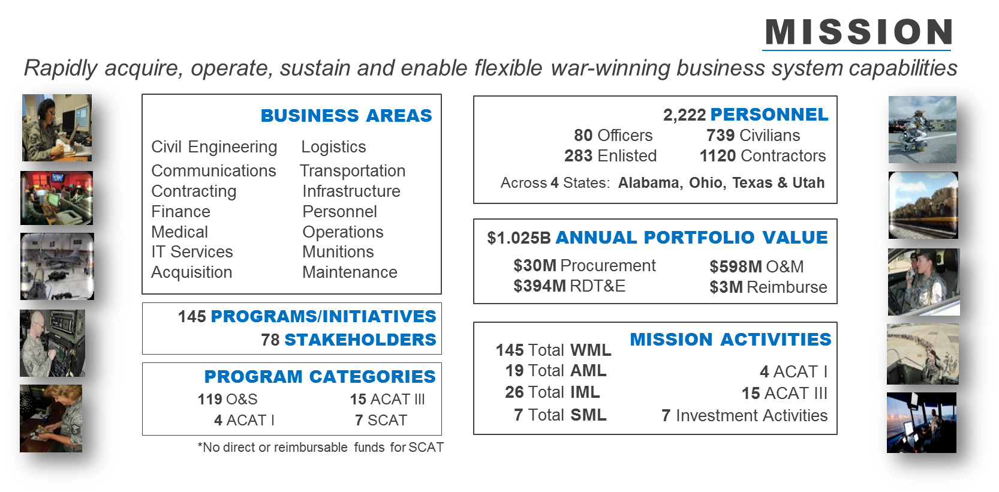 MISSION
Rapidly acquire, operate, sustain and enable flexible war-winning business system capabilities
BUSINESS AREAS
Civil Engineering Logistics
Communications Transportation
Contracting Infrastructure
Finance Personnel
Medical Operations
IT Services Munitions
Acquisition Maintenance
145 PROGRAMS/INITIATIVES
78 STAKEHOLDERS
PROGRAM CATEGORIES
119 O&S 15 ACAT III
4 ACAT I 7 SCAT
*No direct or reimbursable funds for SCAT
2,222 PERSONNEL
80 Officers 739 Civilians
283 Enlisted 1120 Contractors
Across 4 States: Alabama, Ohio, Texas & Utah
$1.025B ANNUAL PORTFOLIO VALUE
$30M Procurement $598M O&M
$394M RDT&E $3M Reimburse
MISSION ACTIVITIES
145 Total WML
19 Total AML 4 ACAT I
26 Total IML 15 ACAT III
7 Total SML 7 Investment Activities